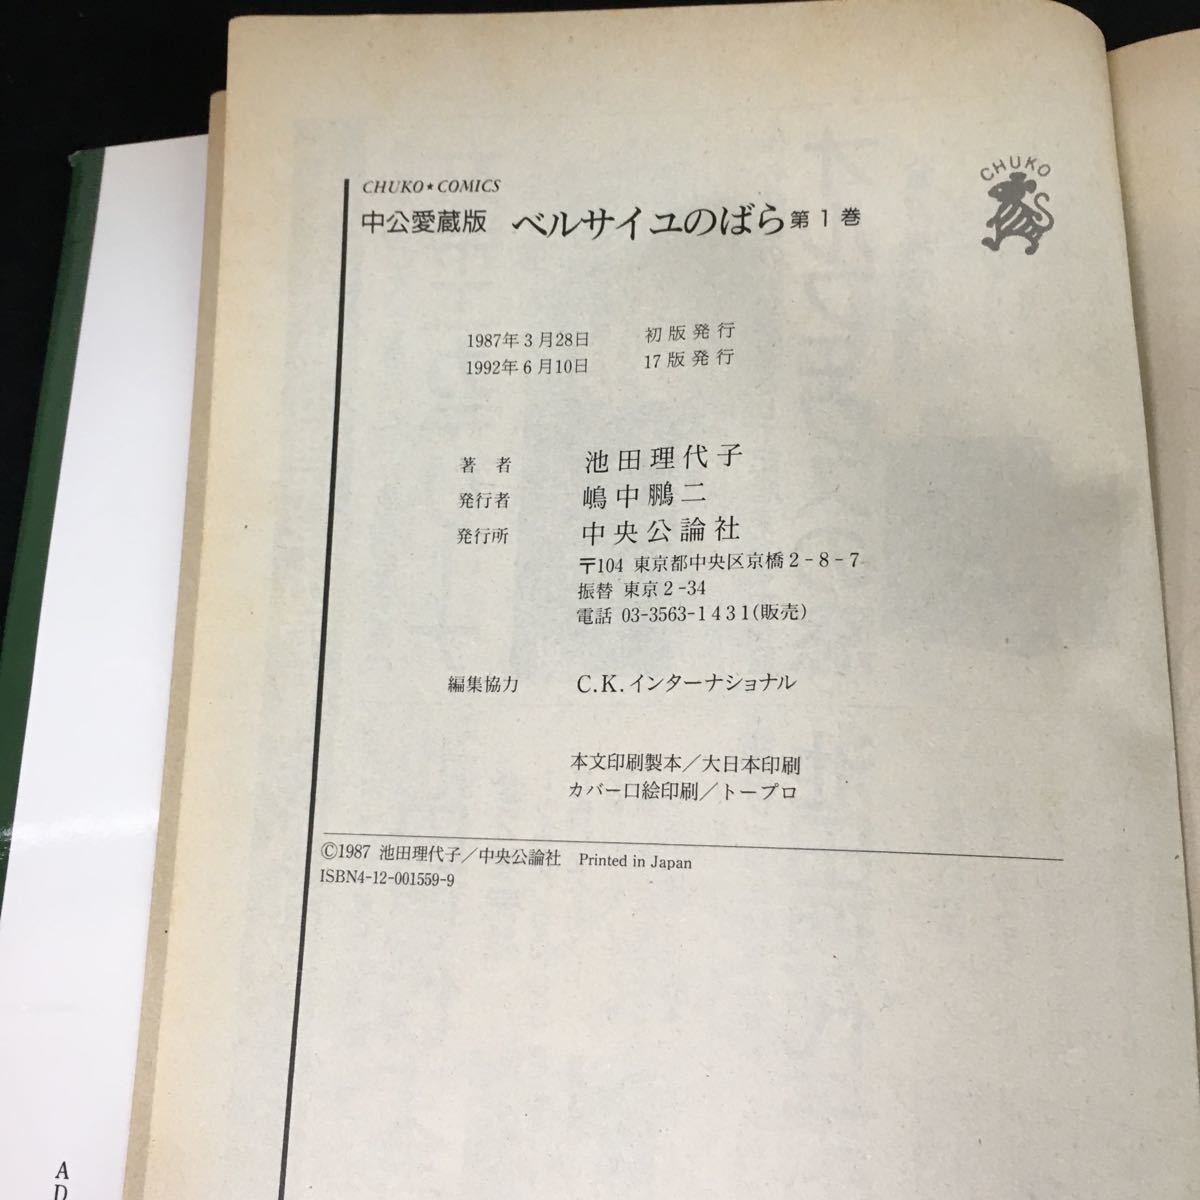 CHUKO★COMICS
中公愛蔵版 ベルサイユのばら 第1巻
CHUKO
1987年3月28日 初版発行
1992年6月10日 17版発行
著者 池田理代子
発行者 嶋中鵬二
発行所 中央公論社
〒104 東京都中央区京橋2-8-7
振替 東京2-34
電話 03-3563-1431(販売)
編集協力 C.K.インターナショナル
本文印刷製本／大日本印刷
カバー口絵印刷／トープロ
©1987 池田理代子／中央公論社 Printed in Japan
ISBN4-12-001559-9
A
D